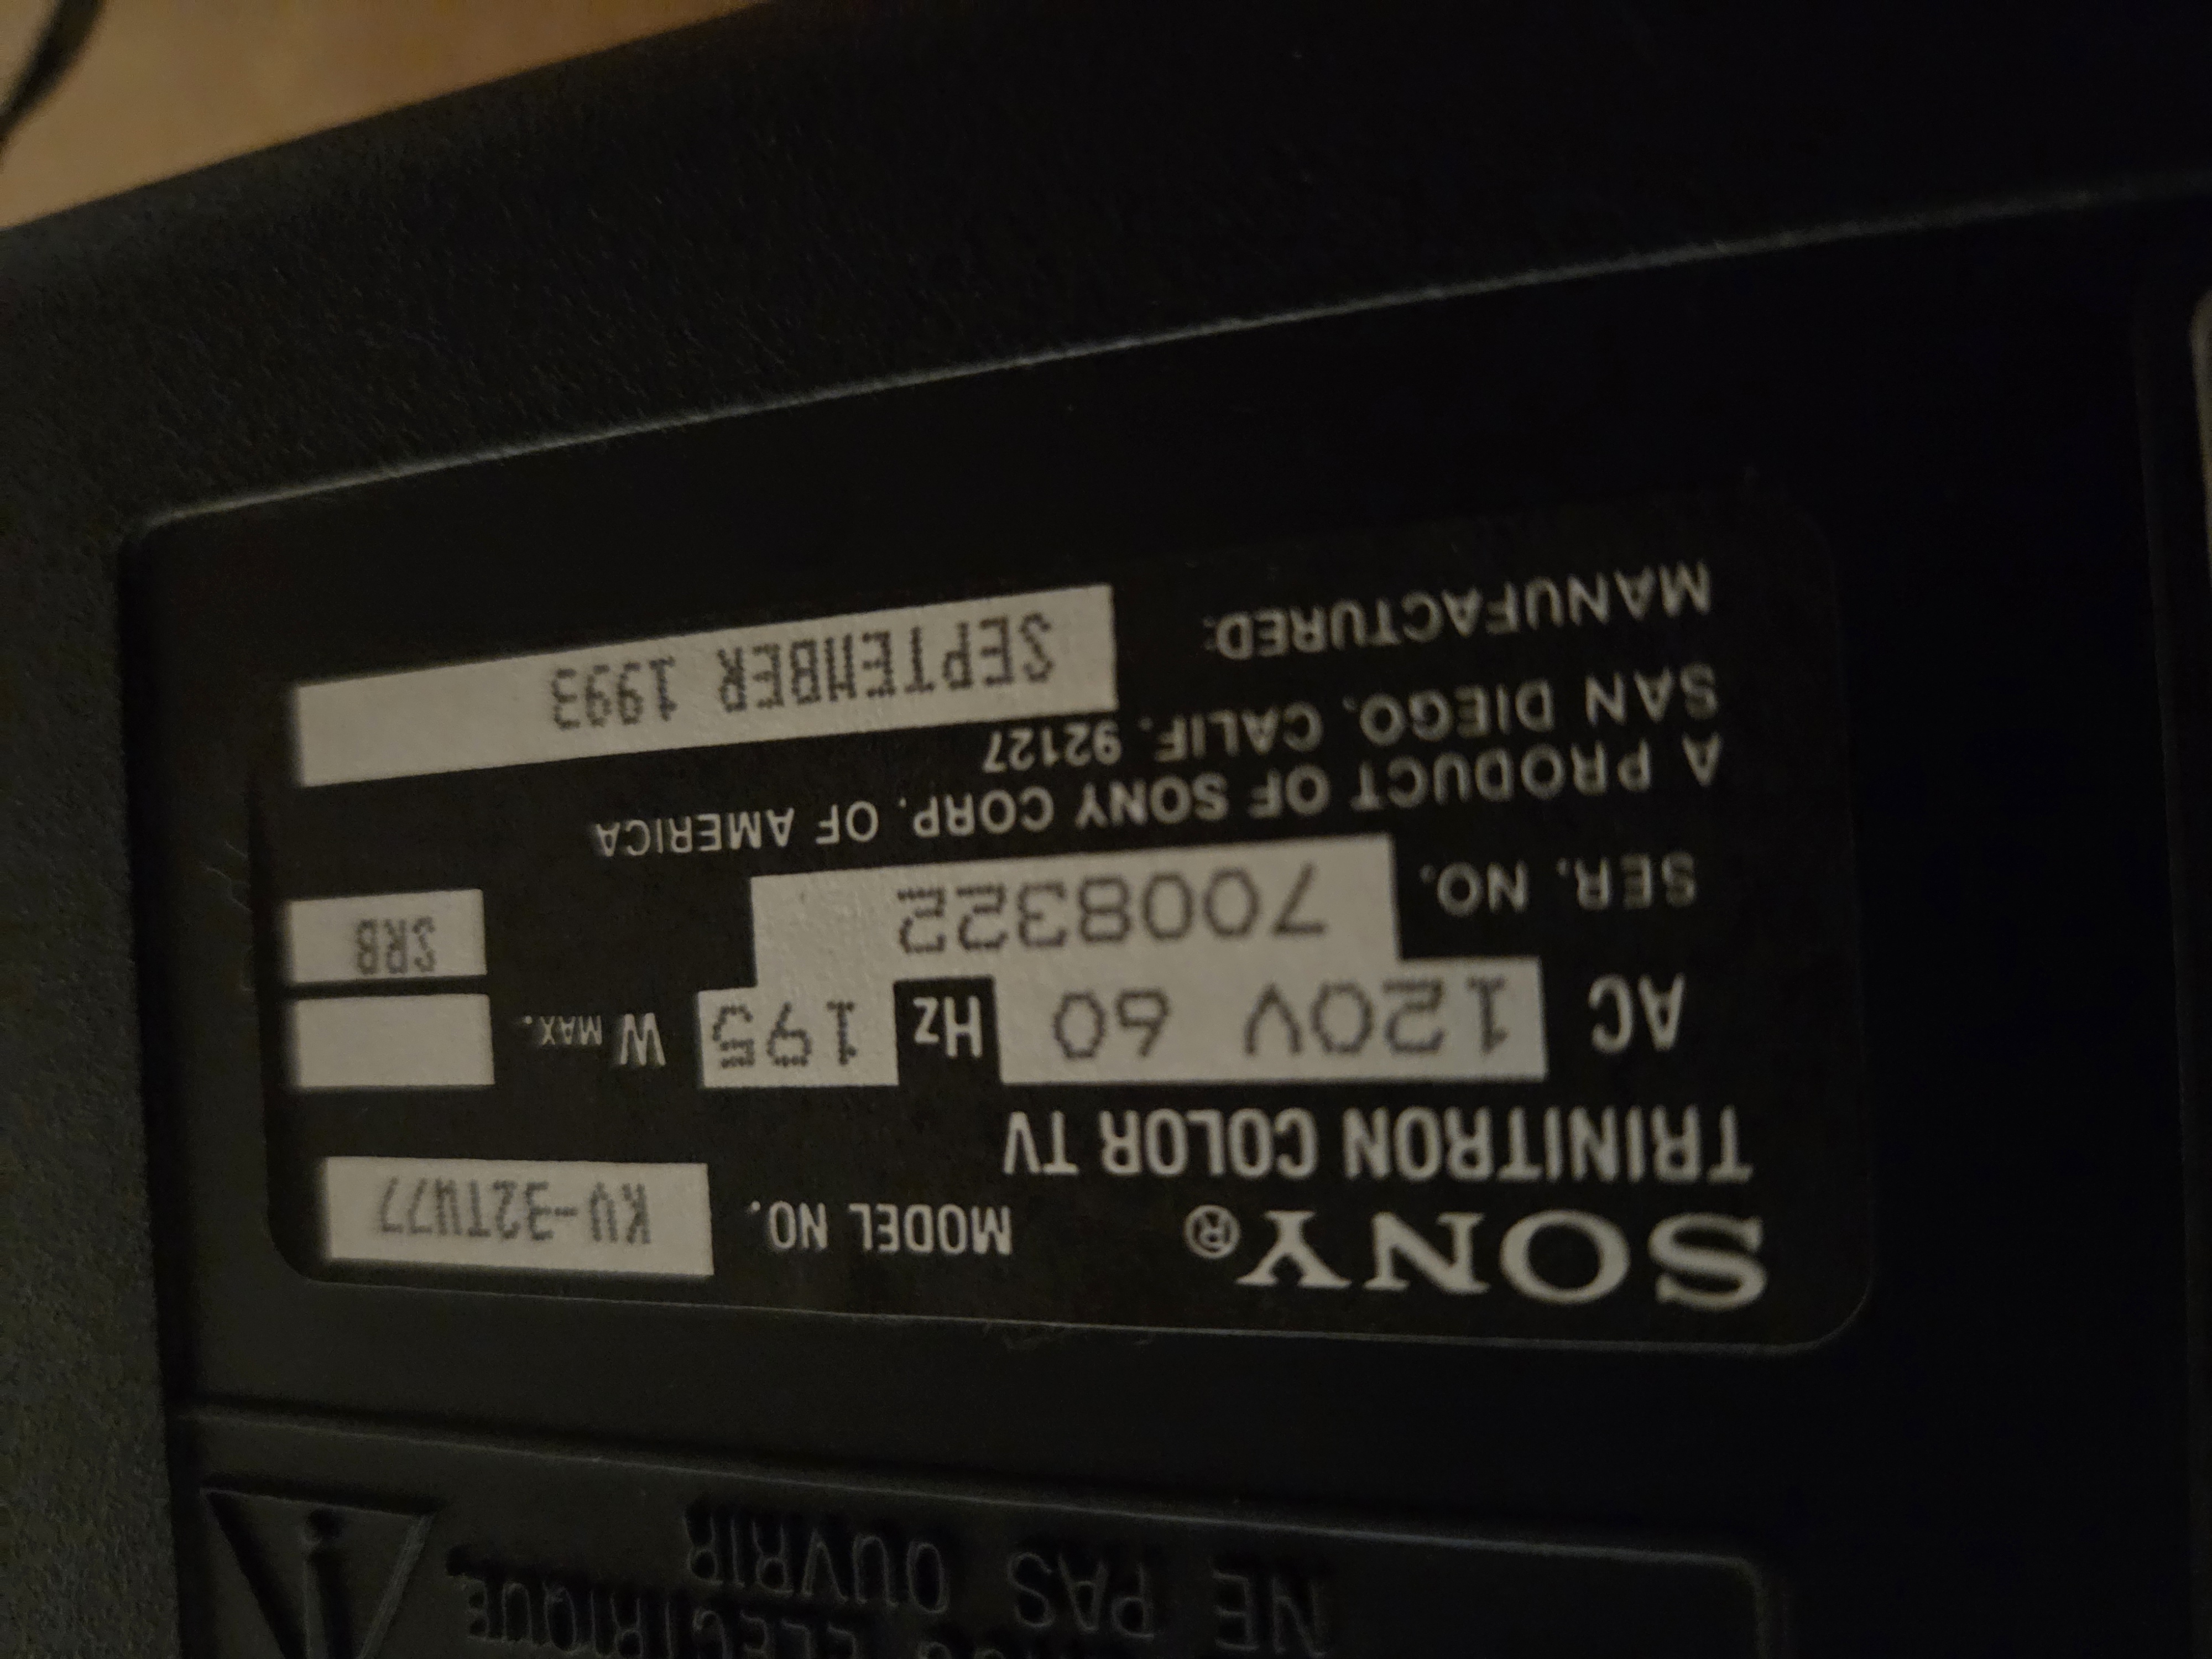 SONY® MODEL NO. KV-32TW77
TRINITRON COLOR TV
AC 120V 60 Hz 195 W MAX.
SER. NO. 7008322 SRB
A PRODUCT OF SONY CORP. OF AMERICA
SAN DIEGO, CALIF. 92127
MANUFACTURED: SEPTEMBER 1993
ELECTRIQUE,
NE PAS OUVRIR